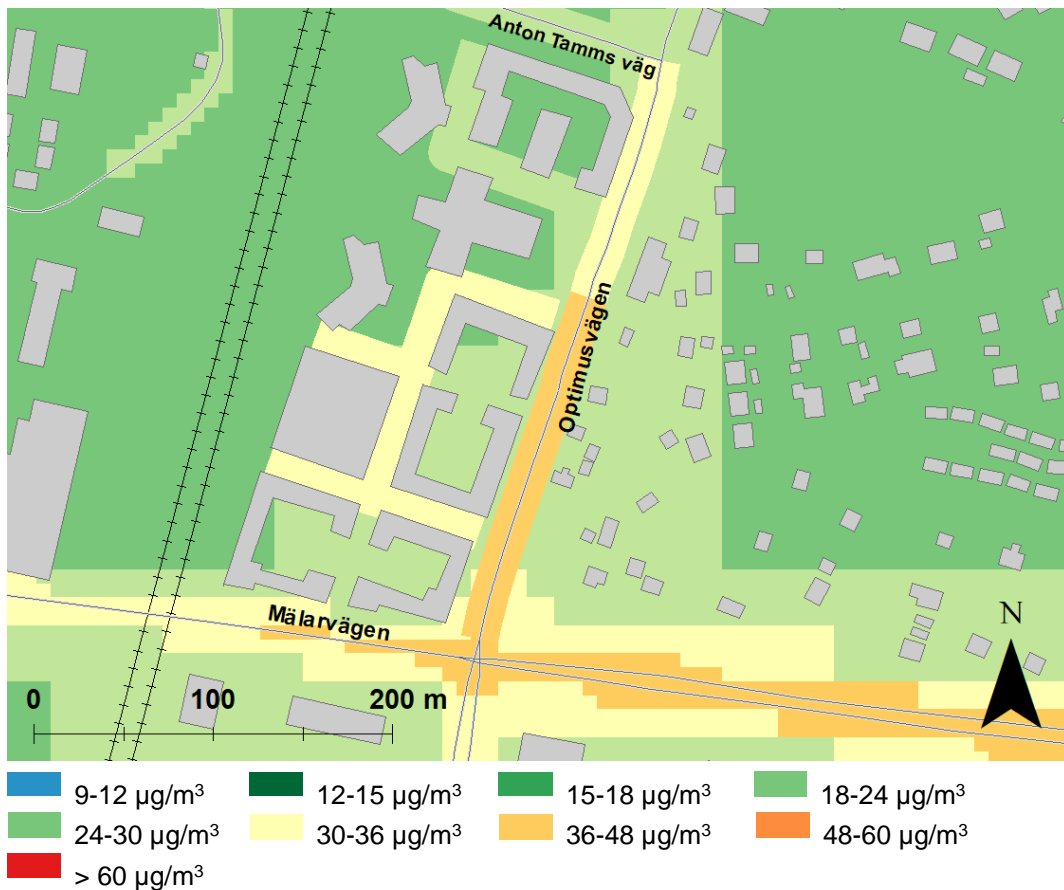 Anton Tamms väg
Optimusvägen
Mälarvägen
N
0 100 200 m
9-12 µg/m³ 12-15 µg/m³ 15-18 µg/m³ 18-24 µg/m³
24-30 µg/m³ 30-36 µg/m³ 36-48 µg/m³ 48-60 µg/m³
> 60 µg/m³